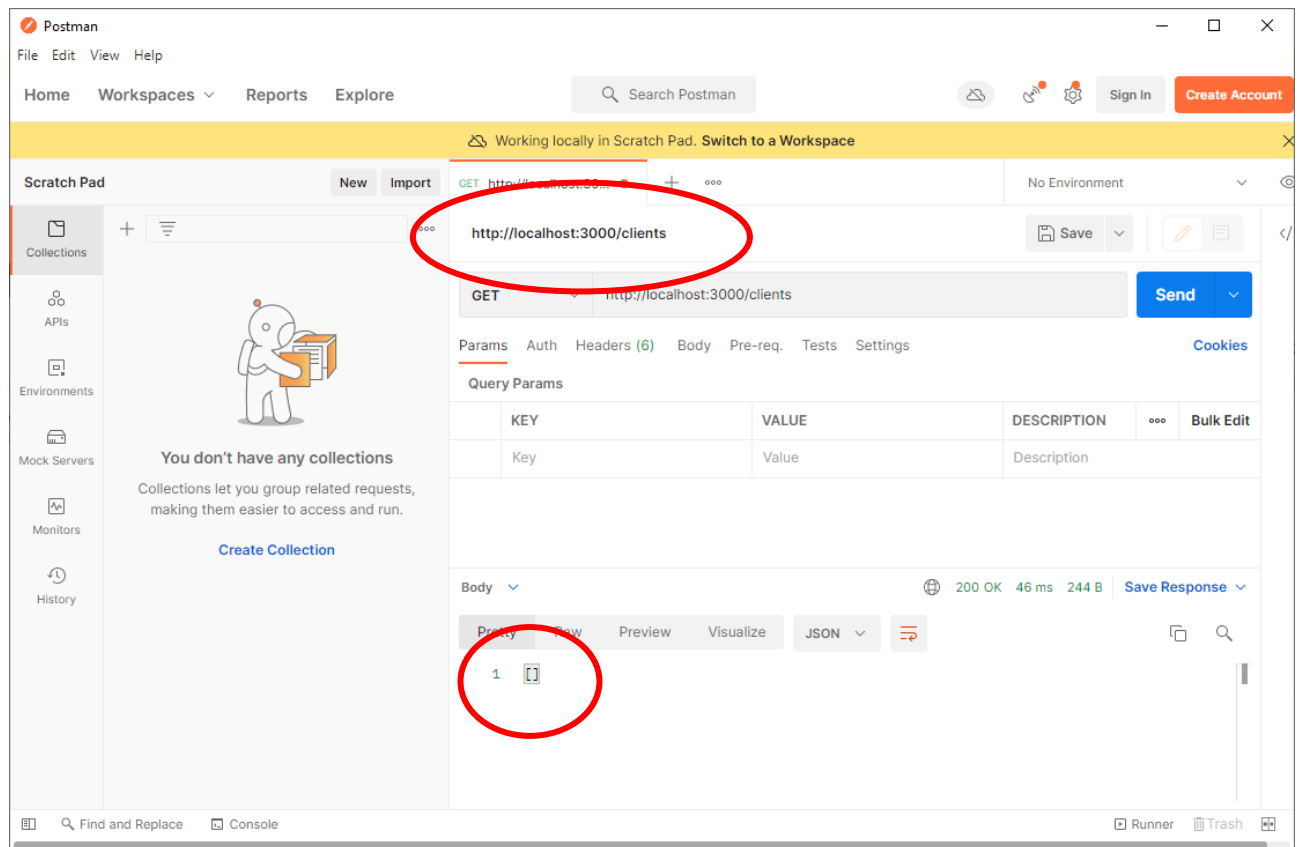 Postman
File Edit View Help
Home Workspaces Reports Explore Search Postman Sign In Create Account
Working locally in Scratch Pad. Switch to a Workspace
Scratch Pad New Import GET http://localhost:30... No Environment
http://localhost:3000/clients Save
Collections
GET http://localhost:3000/clients Send
APIs
Params Auth Headers (6) Body Pre-req. Tests Settings Cookies
Query Params
Environments
KEY VALUE DESCRIPTION Bulk Edit
Key Value Description
Mock Servers
You don't have any collections
Collections let you group related requests,
making them easier to access and run.
Monitors
Create Collection
History
Body 200 OK 46 ms 244 B Save Response
Pretty Raw Preview Visualize JSON
1 []
Find and Replace Console Runner Trash